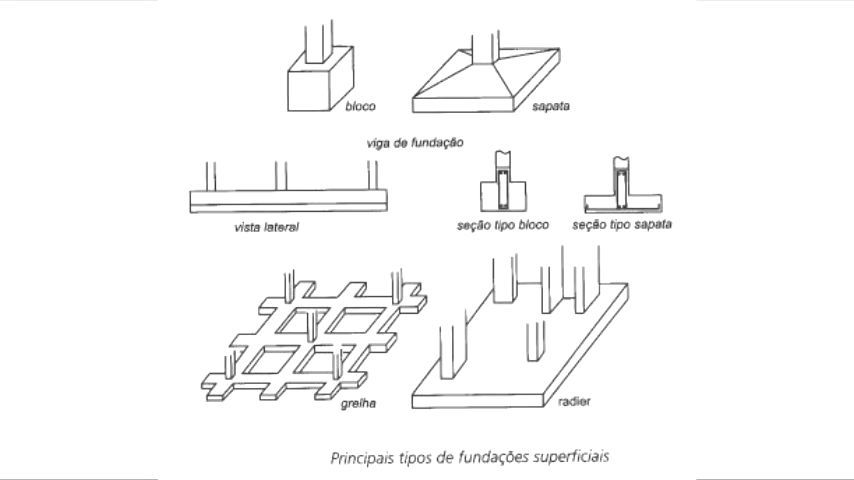 bloco
sapata
viga de fundação
vista lateral
seção tipo bloco
seção tipo sapata
grelha
radier
Principais tipos de fundações superficiais